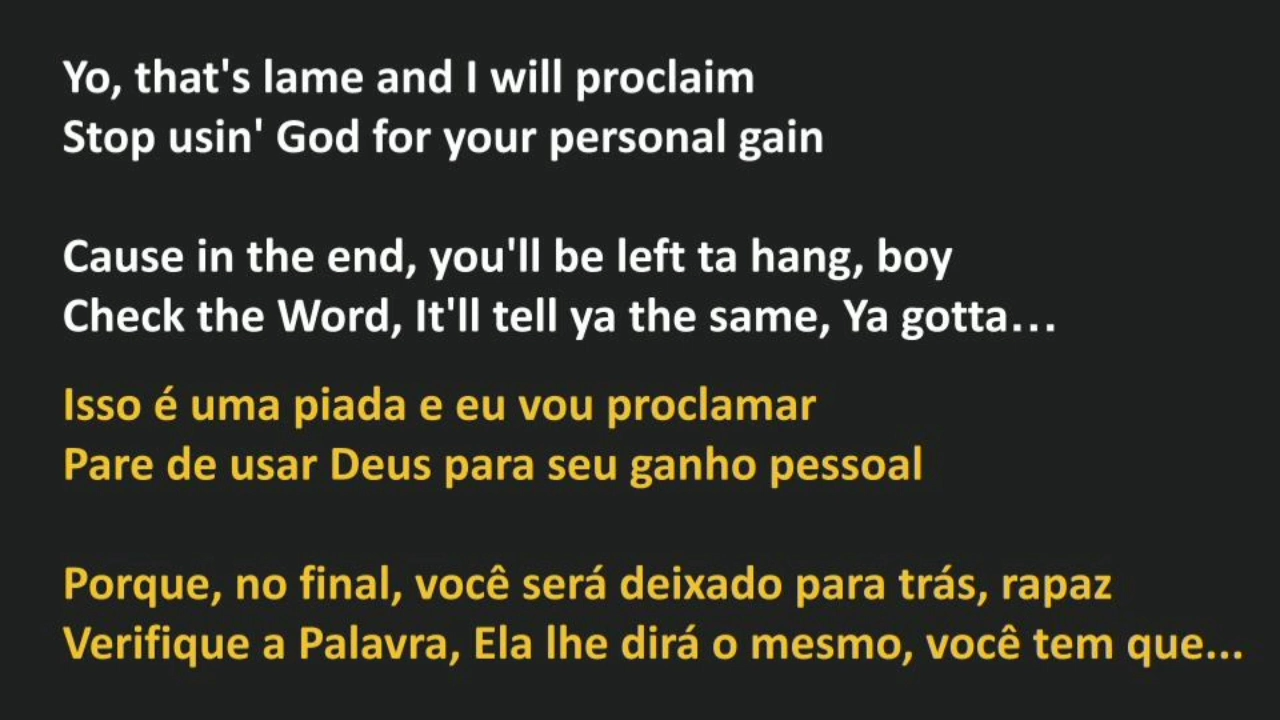 Yo, that's lame and I will proclaim
Stop usin' God for your personal gain
Cause in the end, you'll be left ta hang, boy
Check the Word, It'll tell ya the same, Ya gotta…
Isso é uma piada e eu vou proclamar
Pare de usar Deus para seu ganho pessoal
Porque, no final, você será deixado para trás, rapaz
Verifique a Palavra, Ela lhe dirá o mesmo, você tem que...